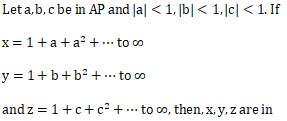 Let a, b, c be in AP and |a| < 1, |b| < 1, |c| < 1. If
x = 1 + a + a² + ⋯ to ∞
y = 1 + b + b² + ⋯ to ∞
and z = 1 + c + c² + ⋯ to ∞, then, x, y, z are in